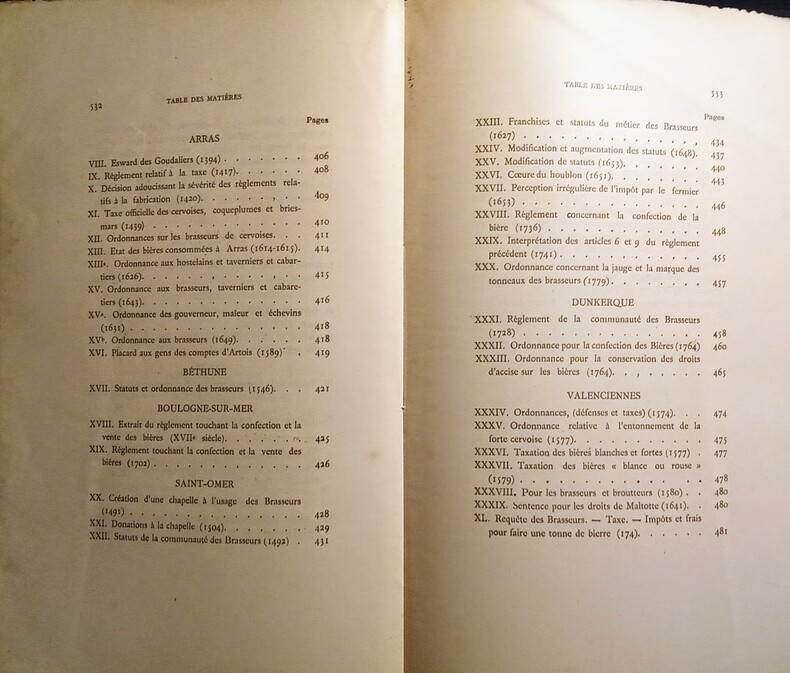 532
TABLE DES MATIÈRES
Pages
ARRAS
VIII. Esward des Goudaliers (1394) . . . . . . . 406
IX. Règlement relatif à la taxe (1417). . . . . . 408
X. Décision adoucissant la sévérité des règlements rela-
tifs à la fabrication (1420). . . . . . . . 409
XI. Taxe officielle des cervoises, coqueplumes et bries-
mars (1439) . . . . . . . . . . . . 410
XII. Ordonnances sur les brasseurs de cervoises. . . . 411
XIII. Etat des bières consommées à Arras (1614-1615). 414
XIIIª. Ordonnance aux hostelains et taverniers et cabar-
tiers (1626). . . . . . . . . . . . 415
XV. Ordonnance aux brasseurs, taverniers et cabare-
tiers (1643). . . . . . . . . . . . 416
XVª. Ordonnance des gouverneur, maïeur et échevins
(1631) . . . . . . . . . . . . . 418
XVᵇ. Ordonnance aux brasseurs (1649). . . . . . 418
XVI. Placard aux gens des comptes d'Artois (1589) . 419
BÉTHUNE
XVII. Statuts et ordonnance des brasseurs (1546). . . 421
BOULOGNE-SUR-MER
XVIII. Extrait du règlement touchant la confection et la
vente des bières (XVIIᵉ siècle). . . . . . . . 425
XIX. Règlement touchant la confection et la vente des
bières (1702) . . . . . . . . . . . 426
SAINT-OMER
XX. Création d'une chapelle à l'usage des Brasseurs
(1491) . . . . . . . . . . . . . 428
XXI. Donations à la chapelle (1504). . . . . . . 429
XXII. Statuts de la communauté des Brasseurs (1492) . 431
TABLE DES MATIÈRES
533
Pages
XXIII. Franchises et statuts du métier des Brasseurs
(1627) . . . . . . . . . . . . . 434
XXIV. Modification et augmentation des statuts (1648). 437
XXV. Modification de statuts (1653). . . . . . . 440
XXVI. Cœure du houblon (1651). . . . . . . . 443
XXVII. Perception irrégulière de l'impôt par le fermier
(1653) . . . . . . . . . . . . . 446
XXVIII. Règlement concernant la confection de la
bière (1736) . . . . . . . . . . . 448
XXIX. Interprétation des articles 6 et 9 du règlement
précédent (1741) . . . . . . . . . . 455
XXX. Ordonnance concernant la jauge et la marque des
tonneaux des brasseurs (1779). . . . . . . 457
DUNKERQUE
XXXI. Règlement de la communauté des Brasseurs
(1728) . . . . . . . . . . . . . 458
XXXII. Ordonnance pour la confection des Bières (1764) 460
XXXIII. Ordonnance pour la conservation des droits
d'accise sur les bières (1764). . . . . . . 465
VALENCIENNES
XXXIV. Ordonnances, (défenses et taxes) (1574). . . 474
XXXV. Ordonnance relative à l'entonnement de la
forte cervoise (1577). . . . . . . . . 475
XXXVI. Taxation des bières blanches et fortes (1577) . 477
XXXVII. Taxation des bières « blance ou rouse »
(1579) . . . . . . . . . . . . . 478
XXXVIII. Pour les brasseurs et broutteurs (1580) . . 480
XXXIX. Sentence pour les droits de Maltotte (1641). . 480
XL. Requête des Brasseurs. — Taxe. — Impôts et frais
pour faire une tonne de bierre (174). . . . . . 481